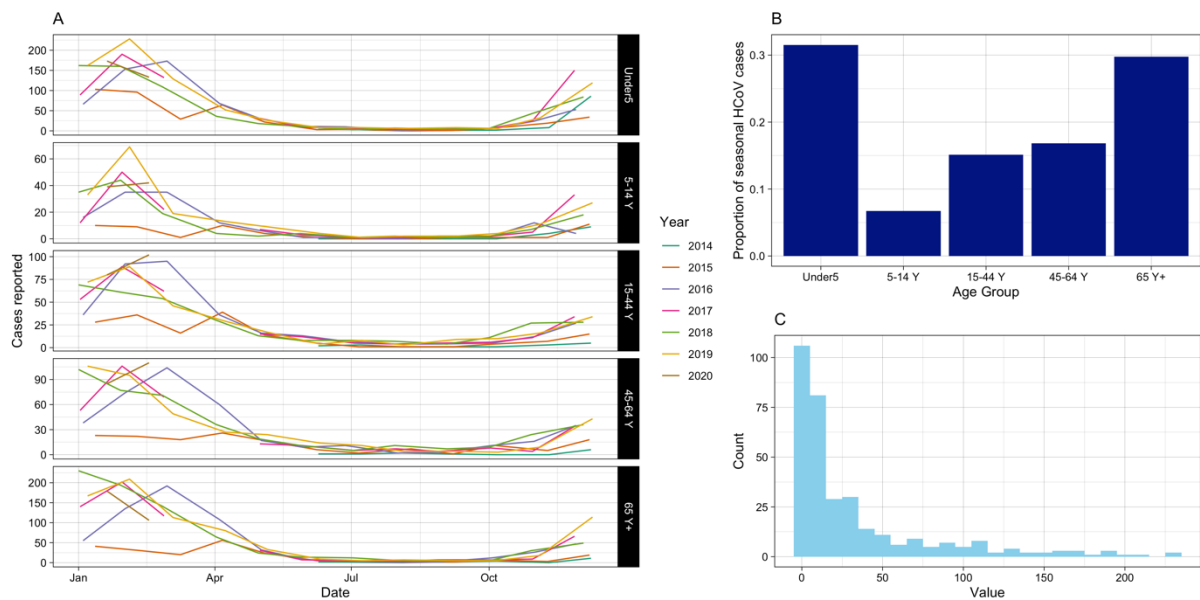 A
Cases reported
200
150
100
50
0
Under5
60
40
20
0
5-14 Y
100
75
50
25
0
15-44 Y
90
60
30
0
45-64 Y
200
150
100
50
0
65 Y+
Jan
Apr
Jul
Oct
Date
Year
2014
2015
2016
2017
2018
2019
2020
B
Proportion of seasonal HCoV cases
0.3
0.2
0.1
0.0
Under5
5-14 Y
15-44 Y
45-64 Y
65 Y+
Age Group
C
Count
100
75
50
25
0
0
50
100
150
200
Value